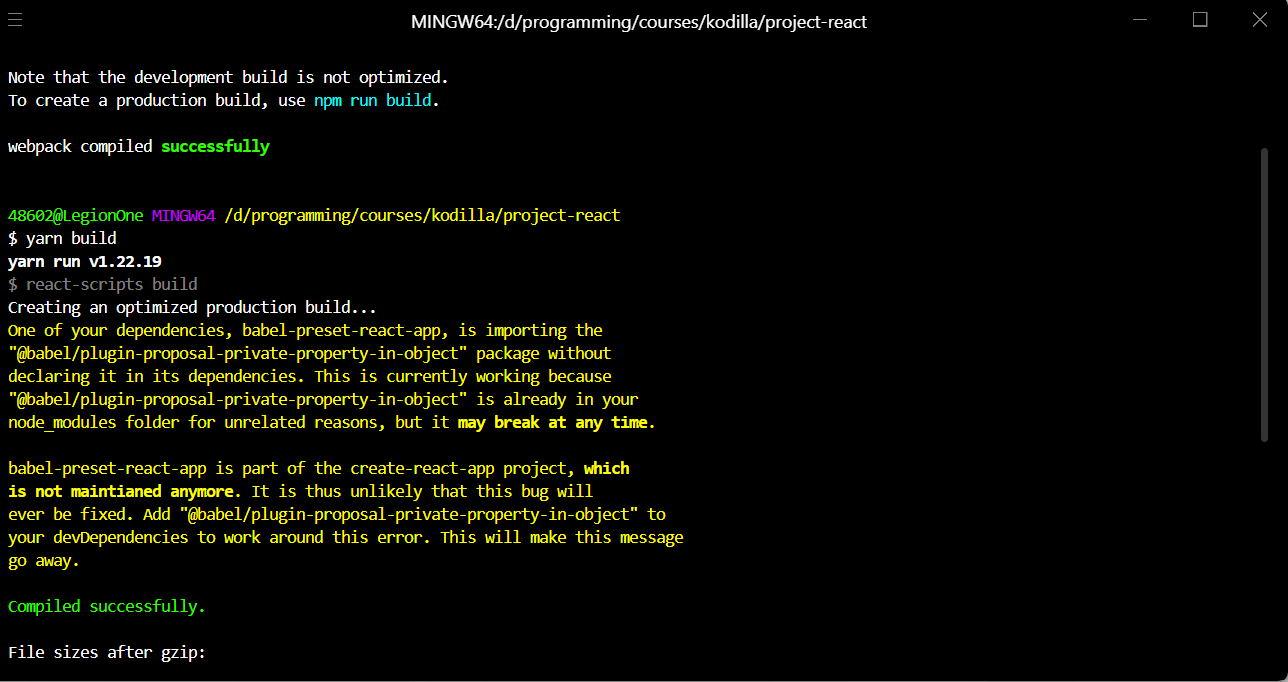 MINGW64:/d/programming/courses/kodilla/project-react
Note that the development build is not optimized.
To create a production build, use npm run build.
webpack compiled successfully
48602@LegionOne MINGW64 /d/programming/courses/kodilla/project-react
$ yarn build
yarn run v1.22.19
$ react-scripts build
Creating an optimized production build...
One of your dependencies, babel-preset-react-app, is importing the
"@babel/plugin-proposal-private-property-in-object" package without
declaring it in its dependencies. This is currently working because
"@babel/plugin-proposal-private-property-in-object" is already in your
node_modules folder for unrelated reasons, but it may break at any time.
babel-preset-react-app is part of the create-react-app project, which
is not maintianed anymore. It is thus unlikely that this bug will
ever be fixed. Add "@babel/plugin-proposal-private-property-in-object" to
your devDependencies to work around this error. This will make this message
go away.
Compiled successfully.
File sizes after gzip: